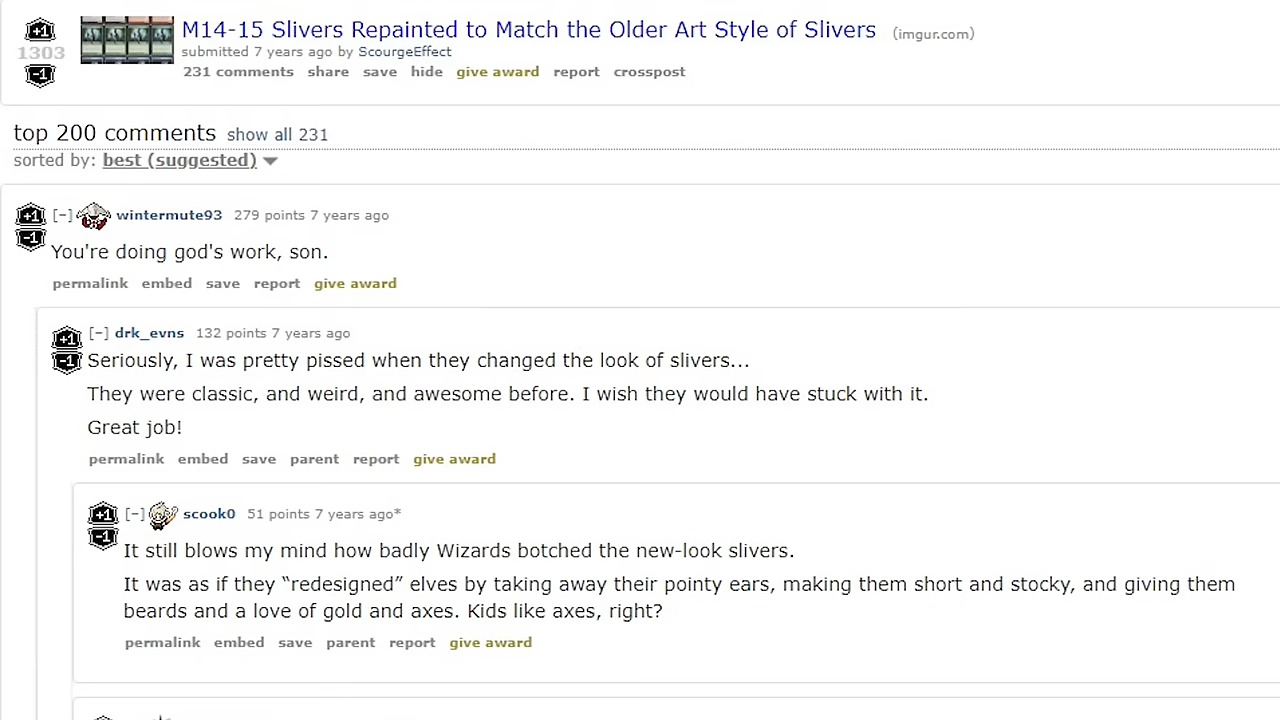 +1
1303
-1
M14-15 Slivers Repainted to Match the Older Art Style of Slivers (imgur.com)
submitted 7 years ago by ScourgeEffect
231 comments share save hide give award report crosspost
top 200 comments show all 231
sorted by: best (suggested)
+1
-1
[–] wintermute93 279 points 7 years ago
You're doing god's work, son.
permalink embed save report give award
+1
-1
[–] drk_evns 132 points 7 years ago
Seriously, I was pretty pissed when they changed the look of slivers...
They were classic, and weird, and awesome before. I wish they would have stuck with it.
Great job!
permalink embed save parent report give award
+1
-1
[–] scook0 51 points 7 years ago*
It still blows my mind how badly Wizards botched the new-look slivers.
It was as if they “redesigned” elves by taking away their pointy ears, making them short and stocky, and giving them
beards and a love of gold and axes. Kids like axes, right?
permalink embed save parent report give award